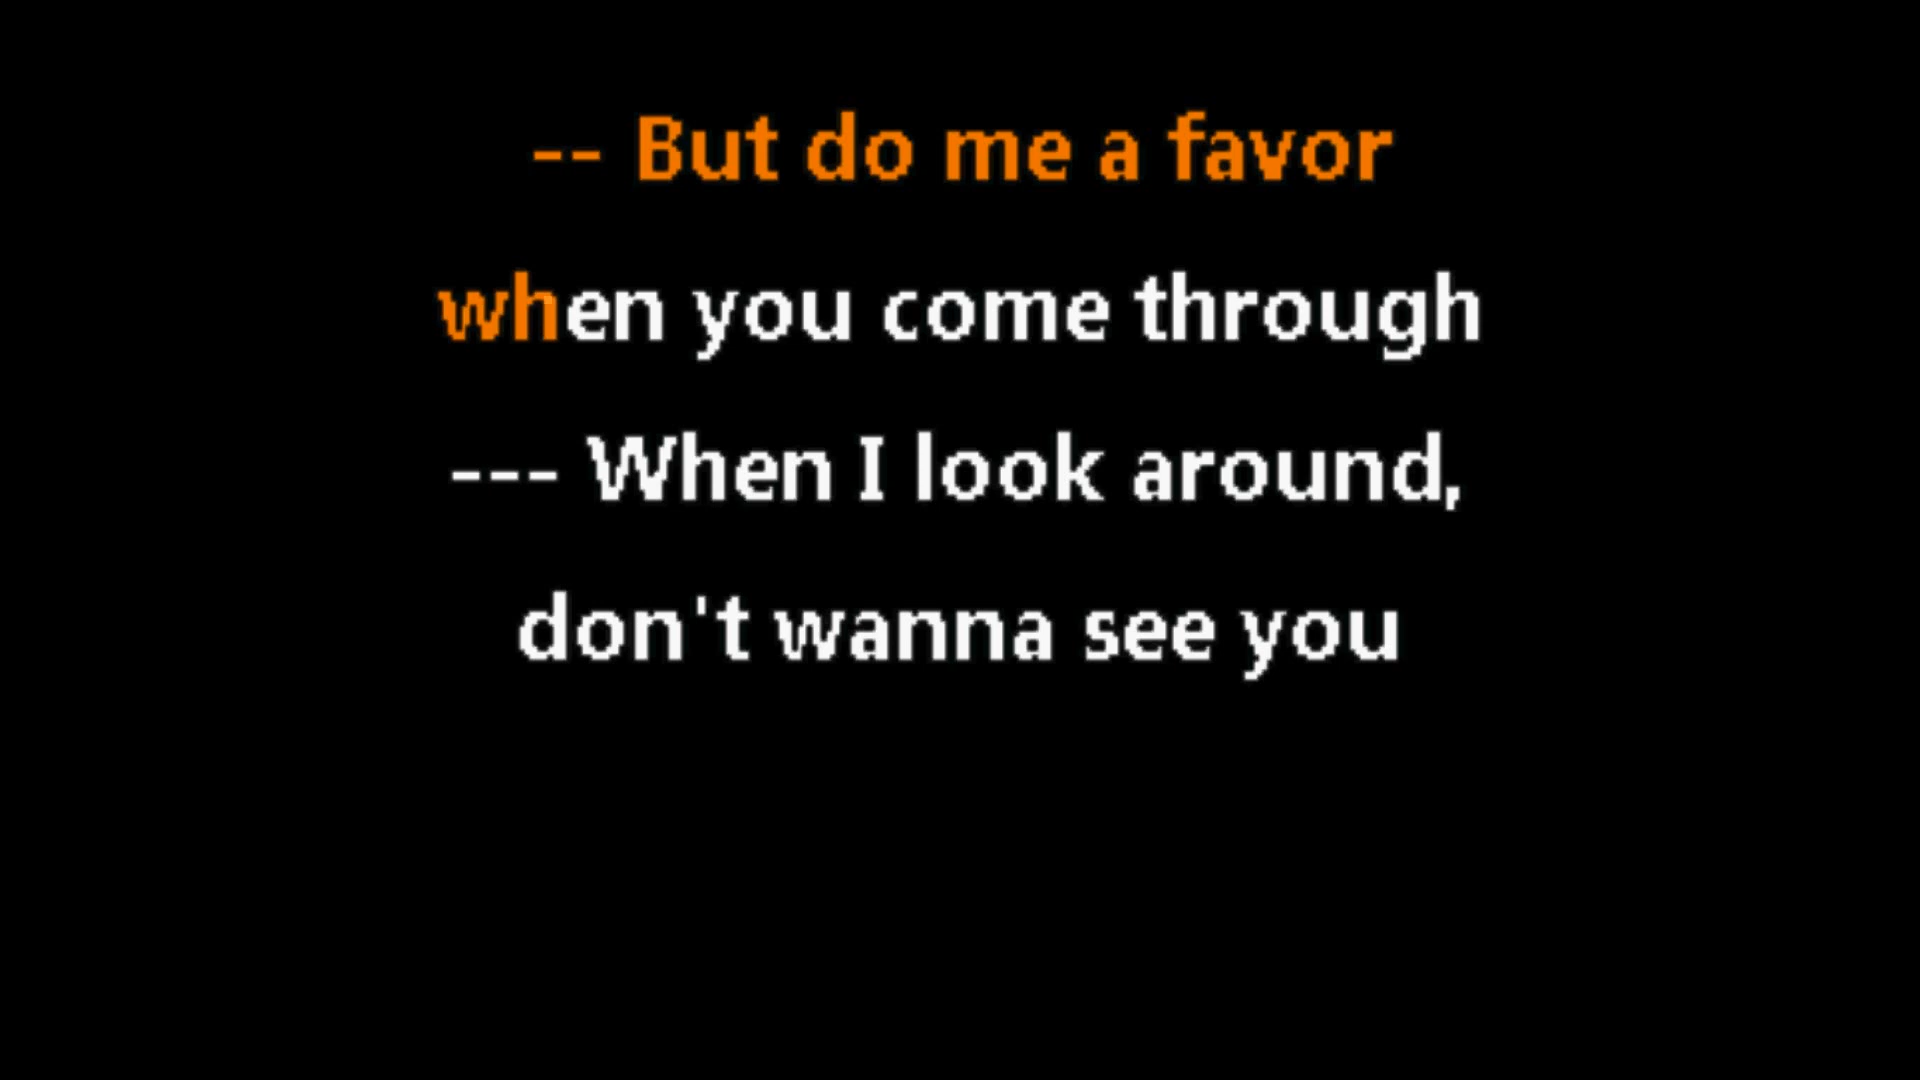 -- But do me a favor
when you come through
--- When I look around,
don't wanna see you